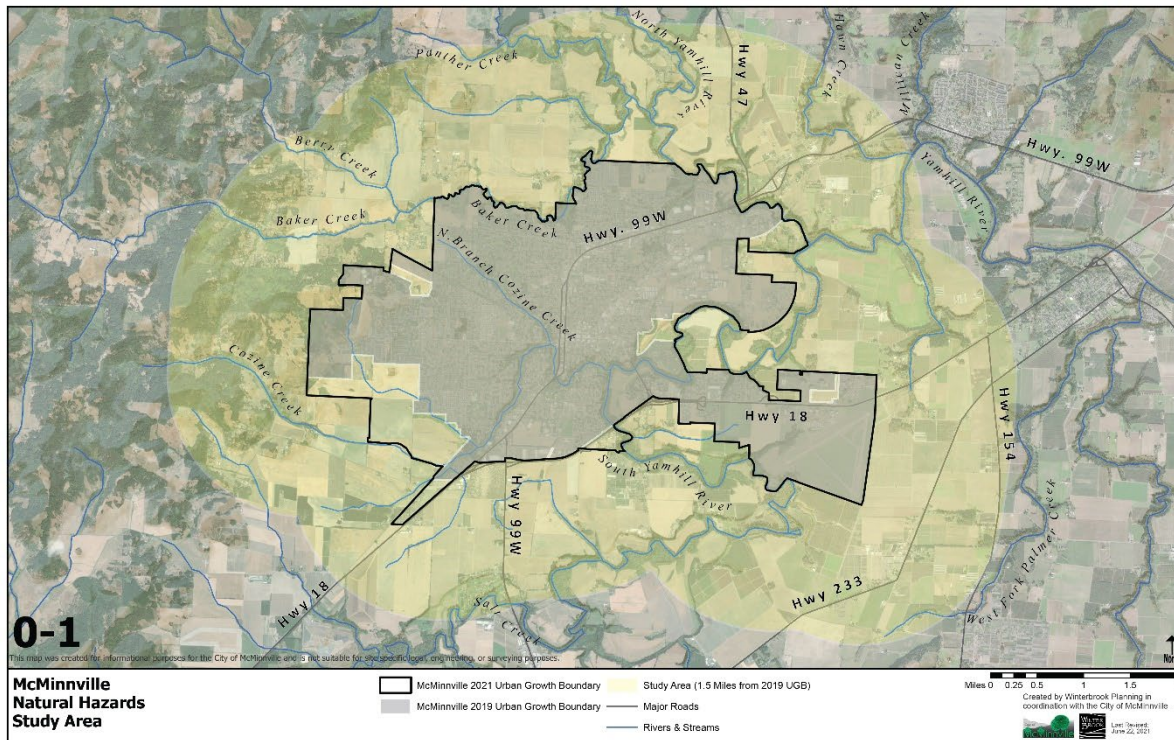 Panther Creek
North Yamhill River
Hwy 47
Hawn Creek
Millican Creek
Hwy. 99W
Yamhill River
Berry Creek
Baker Creek
Baker Creek
Hwy. 99W
N. Branch Cozine Creek
Cozine Creek
Hwy 18
Hwy 154
South Yamhill River
Hwy 99W
Hwy 18
Salt Creek
Hwy 233
West Fork Palmer Creek
0-1
This map was created for informational purposes for the City of McMinnville and is not suitable for site specific legal, engineering, or surveying purposes.
McMinnville
Natural Hazards
Study Area
McMinnville 2021 Urban Growth Boundary
McMinnville 2019 Urban Growth Boundary
Study Area (1.5 Miles from 2019 UGB)
Major Roads
Rivers & Streams
Miles 0 0.25 0.5 1 1.5
Created by Winterbrook Planning in
coordination with the City of McMinnville
WINTER
BROOK
Last Revised:
June 22, 2021